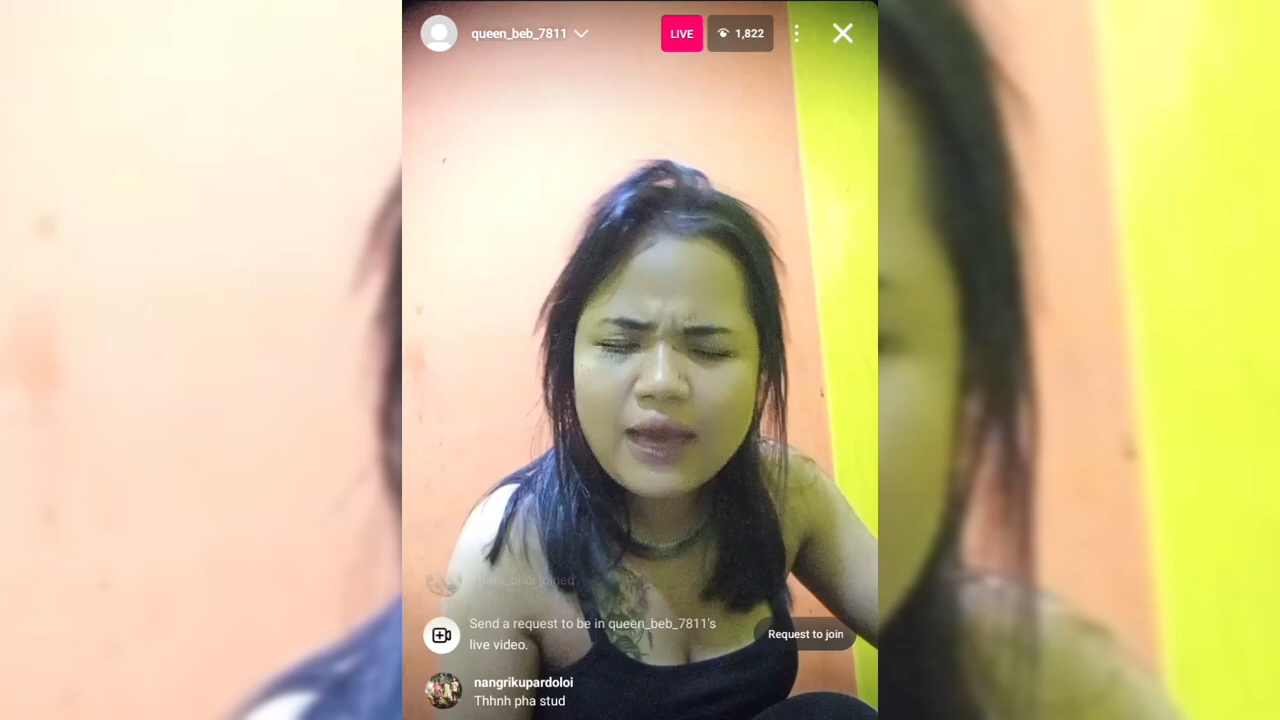 queen_beb_7811
LIVE
1,822
joined
Send a request to be in queen_beb_7811's
live video.
Request to join
nangrikupardoloi
Thhnh pha stud